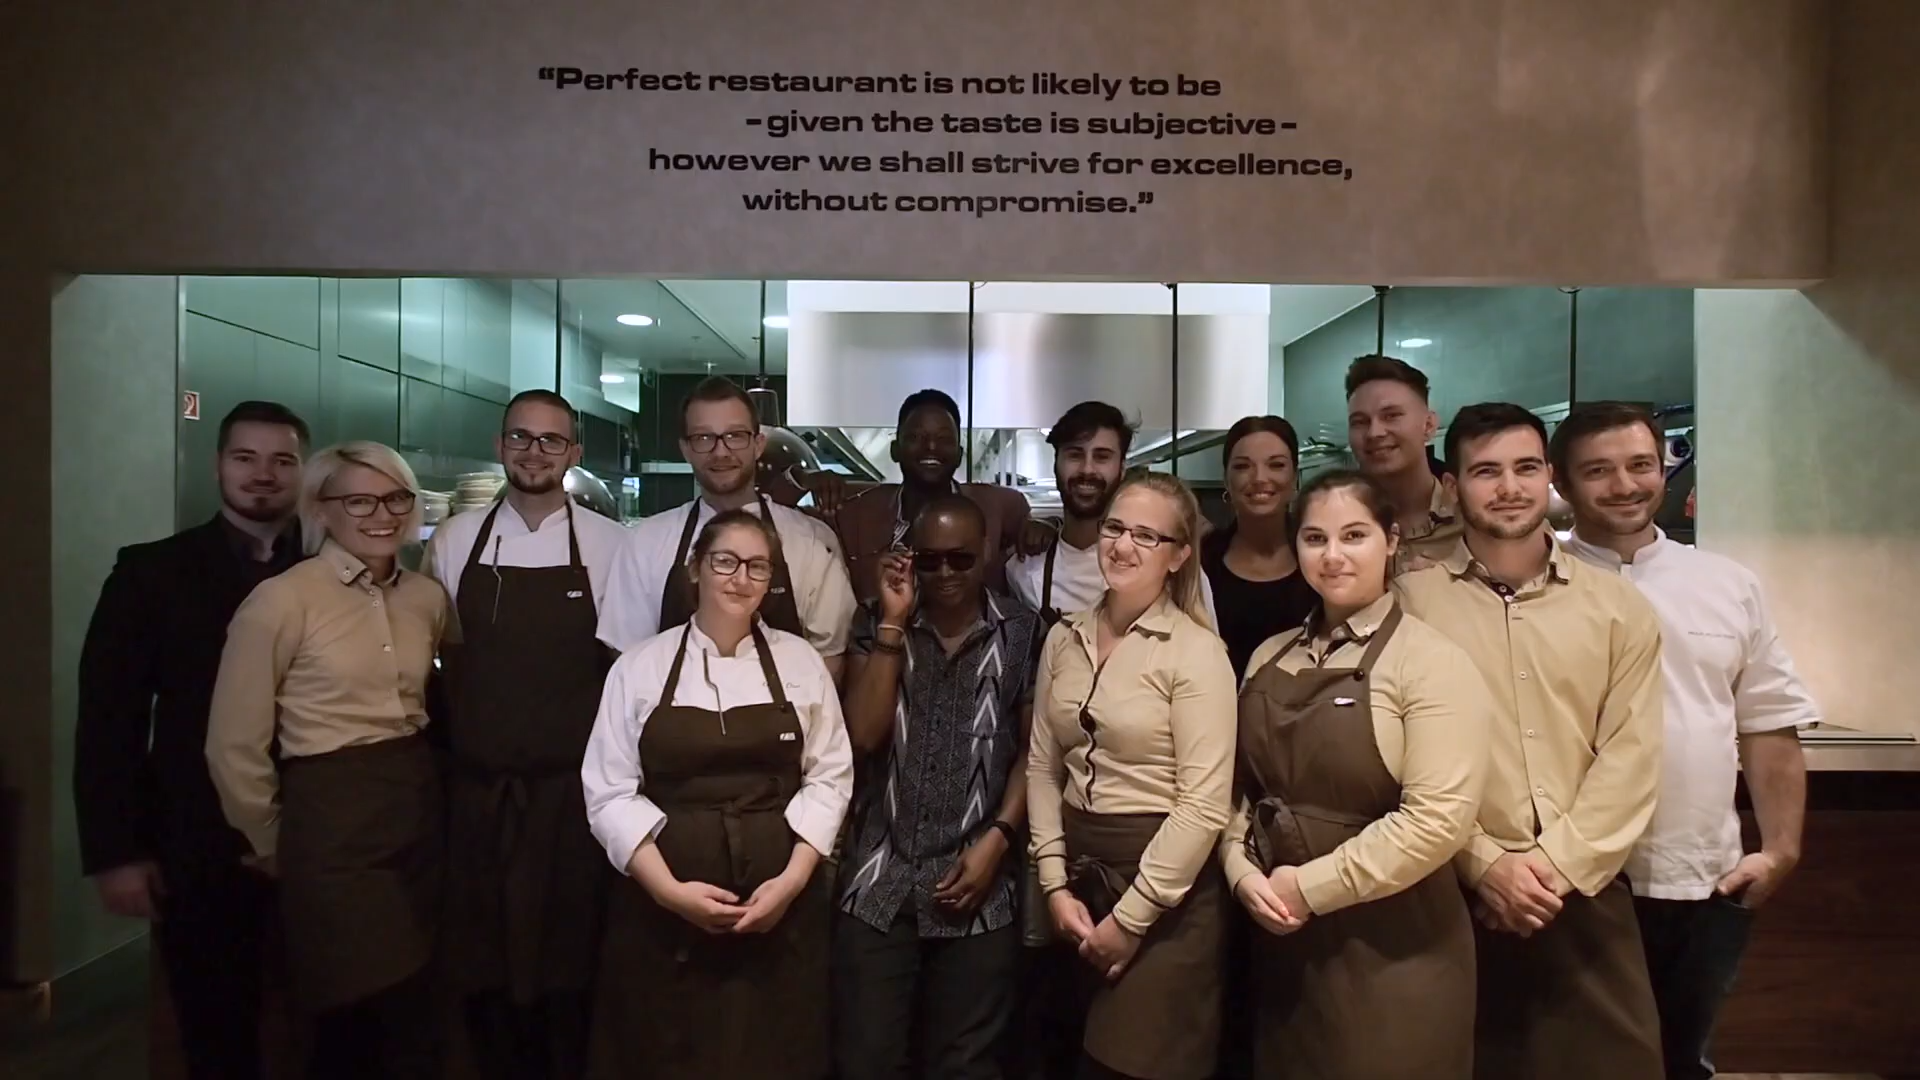 “Perfect restaurant is not likely to be
-given the taste is subjective-
however we shall strive for excellence,
without compromise.”